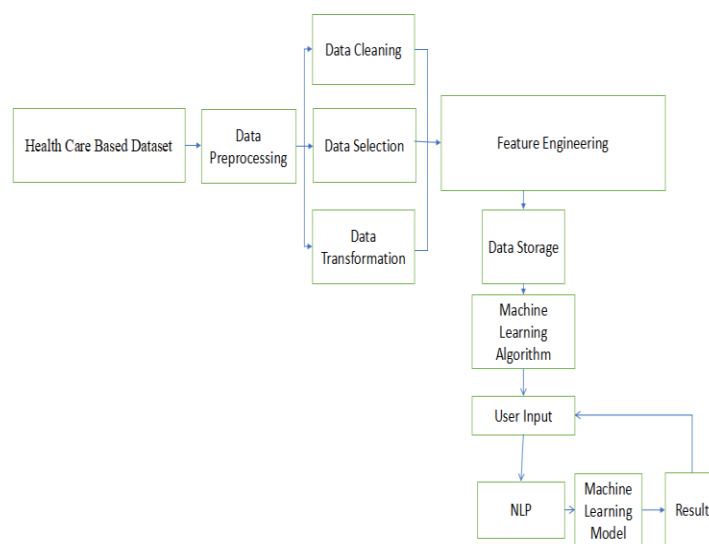 Data Cleaning
Health Care Based Dataset
Data
Preprocessing
Data Selection
Feature Engineering
Data
Transformation
Data Storage
Machine
Learning
Algorithm
User Input
NLP
Machine
Learning
Model
Result